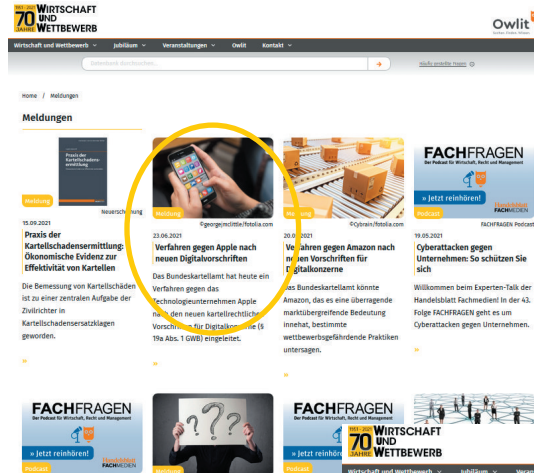 1951 - 2021
70
JAHRE
WIRTSCHAFT
UND
WETTBEWERB
Owlit
Wirtschaft und Wettbewerb
Jubiläum
Veranstaltungen
Owlit
Kontakt
Datenbank durchsuchen...
Häufig gestellte Fragen
Home / Meldungen
Meldungen
Praxis der
Kartellschadens-
ermittlung
Meldung
Neuerscheinung
15.09.2021
Praxis der
Kartellschadensermittlung:
Ökonomische Evidenz zur
Effektivität von Kartellen
Die Bemessung von Kartellschäden
ist zu einer zentralen Aufgabe der
Zivilrichter in
Kartellschadensersatzklagen
geworden.
»
Meldung
©georgejmclittle/fotolia.com
23.06.2021
Verfahren gegen Apple nach
neuen Digitalvorschriften
Das Bundeskartellamt hat heute ein
Verfahren gegen das
Technologieunternehmen Apple
nach den neuen kartellrechtlichen
Vorschriften für Digitalkonzerne (§
19a Abs. 1 GWB) eingeleitet.
»
Meldung
©Cybrain/fotolia.com
Verfahren gegen Amazon nach
neuen Vorschriften für
Digitalkonzerne
Das Bundeskartellamt könnte
Amazon, das es eine überragende
marktübergreifende Bedeutung
innehat, bestimmte
wettbewerbsgefährdende Praktiken
untersagen.
»
FACHFRAGEN
Der Podcast für Wirtschaft, Recht und Management
» Jetzt reinhören!
Handelsblatt
FACHMEDIEN
Podcast
FACHFRAGEN Podcast
19.05.2021
Cyberattacken gegen
Unternehmen: So schützen Sie
sich
Willkommen beim Experten-Talk der
Handelsblatt Fachmedien! In der 43.
Folge FACHFRAGEN geht es um
Cyberattacken gegen Unternehmen.
»
FACHFRAGEN
Der Podcast für Wirtschaft, Recht und Management
» Jetzt reinhören!
Handelsblatt
FACHMEDIEN
Podcast
? ? ?
Meldung
FACHFRAGEN
Der Podcast für Wirtschaft, Recht und Management
» Jetzt reinhören!
Podcast
1951 - 2021
70
JAHRE
WIRTSCHAFT
UND
WETTBEWERB
Wirtschaft und Wettbewerb
Jubiläum